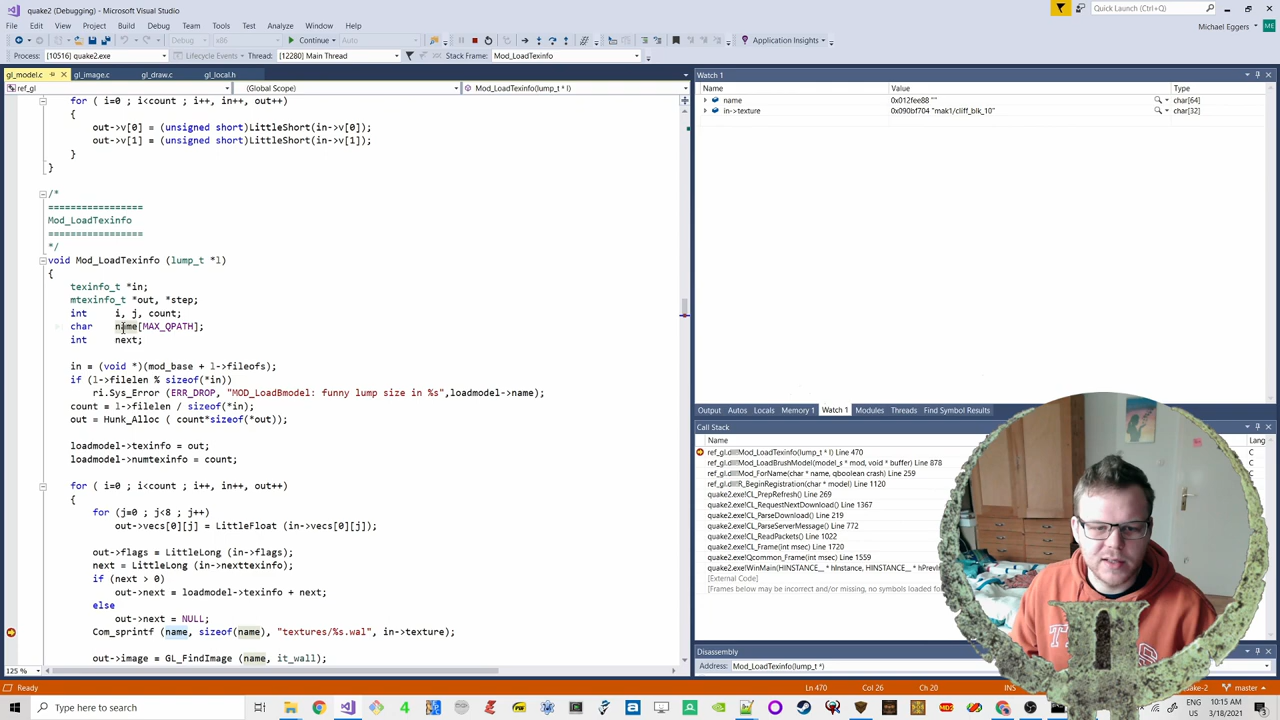 quake2 (Debugging) - Microsoft Visual Studio
Quick Launch (Ctrl+Q)
File Edit View Project Build Debug Team Tools Test Analyze Window Help
Michael Eggers ME
Debug x86 Continue Auto Application Insights
Process: [10516] quake2.exe Lifecycle Events Thread: [12280] Main Thread Stack Frame: Mod_LoadTexinfo
gl_model.c gl_image.c gl_draw.c gl_local.h
ref_gl (Global Scope) Mod_LoadTexinfo(lump_t * l)
for ( i=0 ; i<count ; i++, in++, out++)
{
out->v[0] = (unsigned short)LittleShort(in->v[0]);
out->v[1] = (unsigned short)LittleShort(in->v[1]);
}
}
/*
=================
Mod_LoadTexinfo
=================
*/
void Mod_LoadTexinfo (lump_t *l)
{
texinfo_t *in;
mtexinfo_t *out, *step;
int i, j, count;
char name[MAX_QPATH];
int next;
in = (void *)(mod_base + l->fileofs);
if (l->filelen % sizeof(*in))
ri.Sys_Error (ERR_DROP, "MOD_LoadBmodel: funny lump size in %s",loadmodel->name);
count = l->filelen / sizeof(*in);
out = Hunk_Alloc ( count*sizeof(*out));
loadmodel->texinfo = out;
loadmodel->numtexinfo = count;
for ( i=0 ; i<count ; i++, in++, out++)
{
for (j=0 ; j<8 ; j++)
out->vecs[0][j] = LittleFloat (in->vecs[0][j]);
out->flags = LittleLong (in->flags);
next = LittleLong (in->nexttexinfo);
if (next > 0)
out->next = loadmodel->texinfo + next;
else
out->next = NULL;
Com_sprintf (name, sizeof(name), "textures/%s.wal", in->texture);
out->image = GL_FindImage (name, it_wall);
125 %
Watch 1
Name Value Type
name 0x012fee88 "" char[64]
in->texture 0x090bf704 "mak1/cliff_blk_10" char[32]
Output Autos Locals Memory 1 Watch 1 Modules Threads Find Symbol Results
Call Stack
Name Lang
ref_gl.dll!Mod_LoadTexinfo(lump_t * l) Line 470 C
ref_gl.dll!Mod_LoadBrushModel(model_s * mod, void * buffer) Line 878 C
ref_gl.dll!Mod_ForName(char * name, qboolean crash) Line 259 C
ref_gl.dll!R_BeginRegistration(char * model) Line 1120 C
quake2.exe!CL_PrepRefresh() Line 269
quake2.exe!CL_RequestNextDownload() Line 1367
quake2.exe!CL_ParseDownload() Line 219
quake2.exe!CL_ParseServerMessage() Line 772
quake2.exe!CL_ReadPackets() Line 1022
quake2.exe!CL_Frame(int msec) Line 1720
quake2.exe!Qcommon_Frame(int msec) Line 1559
quake2.exe!WinMain(HINSTANCE__ * hInstance, HINSTANCE__ * hPrevI
[External Code]
[Frames below may be incorrect and/or missing, no symbols loaded fo
Disassembly
Address: Mod_LoadTexinfo(lump_t *)
Ready Ln 470 Col 26 Ch 20 INS master
Type here to search
ENG 10:15 AM
US 3/18/2021